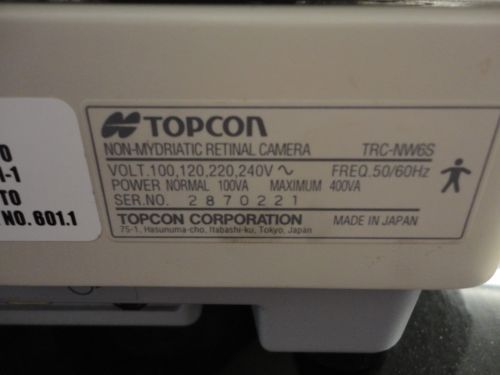 TOPCON
NON-MYDRIATIC RETINAL CAMERA TRC-NW6S
VOLT.100,120,220,240V ~ FREQ.50/60Hz
POWER NORMAL 100VA MAXIMUM 400VA
SER.NO. 2870221
TOPCON CORPORATION MADE IN JAPAN
75-1, Hasunuma-cho, Itabashi-ku, Tokyo, Japan
-1
TO
NO. 601.1